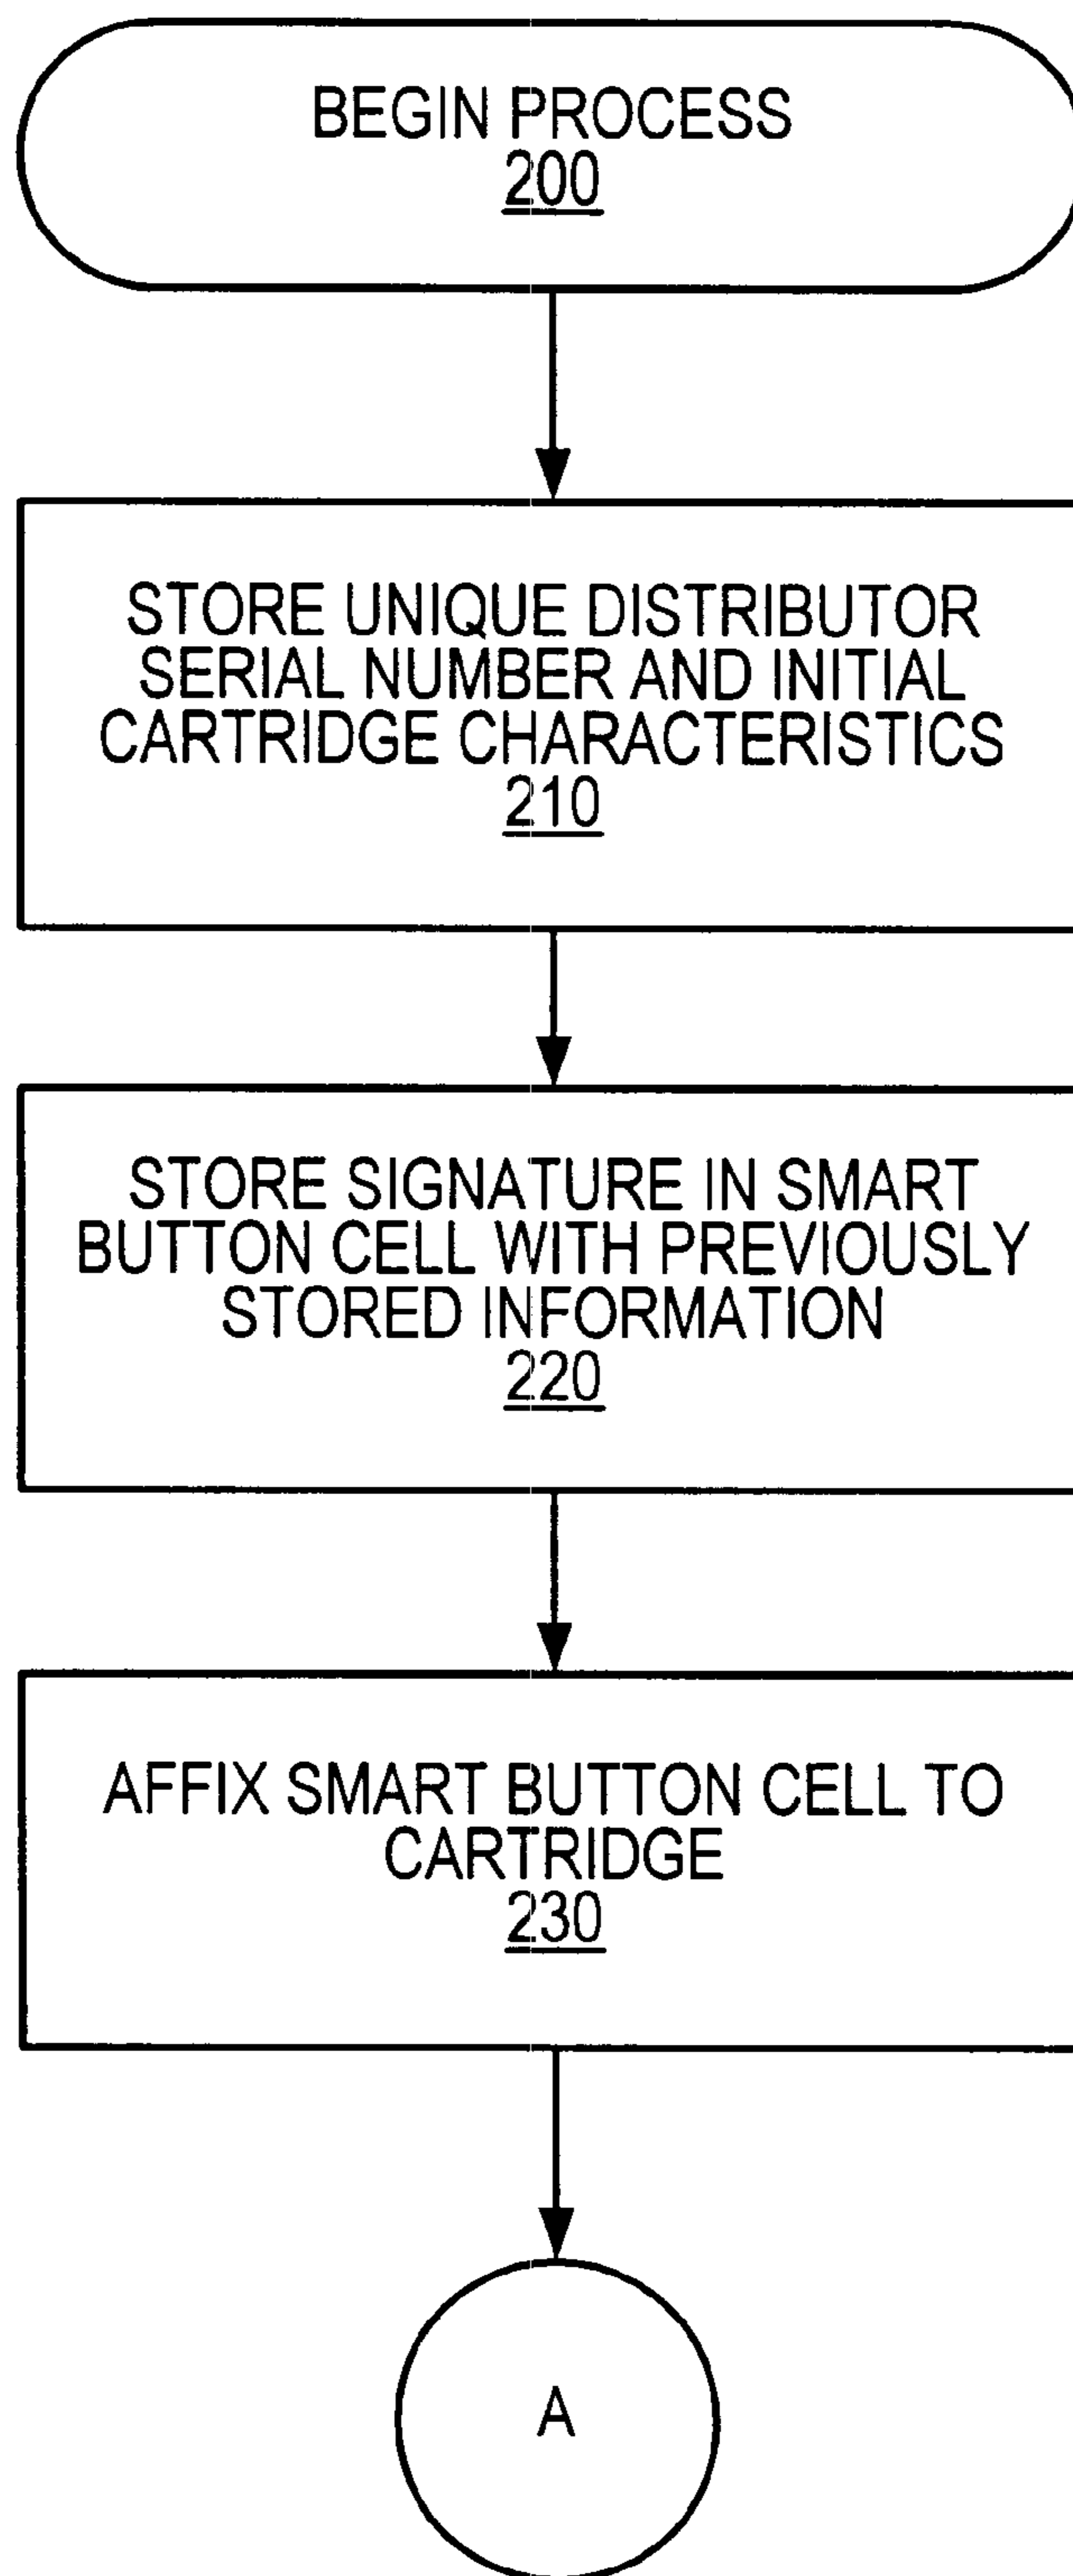 BEGIN PROCESS
200
STORE UNIQUE DISTRIBUTOR
SERIAL NUMBER AND INITIAL
CARTRIDGE CHARACTERISTICS
210
STORE SIGNATURE IN SMART
BUTTON CELL WITH PREVIOUSLY
STORED INFORMATION
220
AFFIX SMART BUTTON CELL TO
CARTRIDGE
230
A